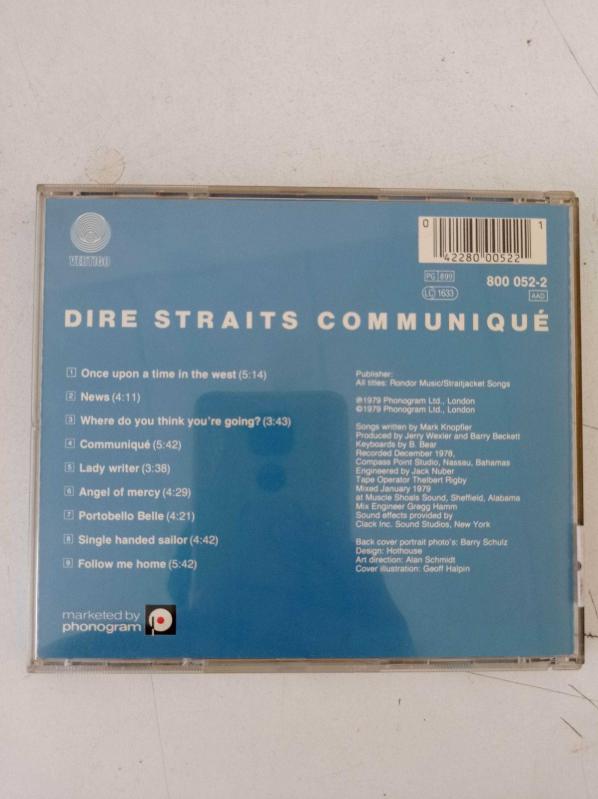 VERTIGO
0 1
42280 00522
PG 899
LC 1633
800 052-2
AAD
DIRE STRAITS COMMUNIQUÉ
1 Once upon a time in the west (5:14)
2 News (4:11)
3 Where do you think you're going? (3:43)
4 Communiqué (5:42)
5 Lady writer (3:38)
6 Angel of mercy (4:29)
7 Portobello Belle (4:21)
8 Single handed sailor (4:42)
9 Follow me home (5:42)
Publisher:
All titles: Rondor Music/Straitjacket Songs
℗1979 Phonogram Ltd., London
©1979 Phonogram Ltd., London
Songs written by Mark Knopfler
Produced by Jerry Wexler and Barry Beckett
Keyboards by B. Bear
Recorded December 1978,
Compass Point Studio, Nassau, Bahamas
Engineered by Jack Nuber
Tape Operator Thelbert Rigby
Mixed January 1979
at Muscle Shoals Sound, Sheffield, Alabama
Mix Engineer Gregg Hamm
Sound effects provided by
Clack Inc. Sound Studios, New York
Back cover portrait photo's: Barry Schulz
Design: Hothouse
Art direction: Alan Schmidt
Cover illustration: Geoff Halpin
marketed by
phonogram